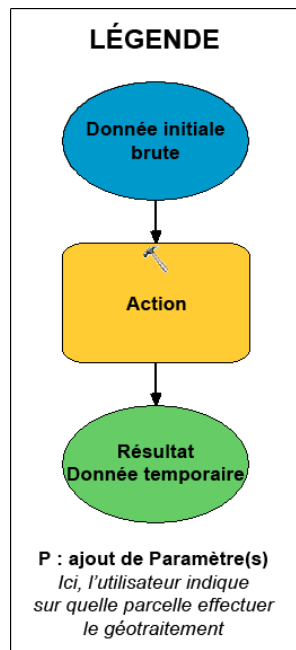 LÉGENDE
Donnée initiale
brute
Action
Résultat
Donnée temporaire
P : ajout de Paramètre(s)
Ici, l'utilisateur indique
sur quelle parcelle effectuer
le géotraitement